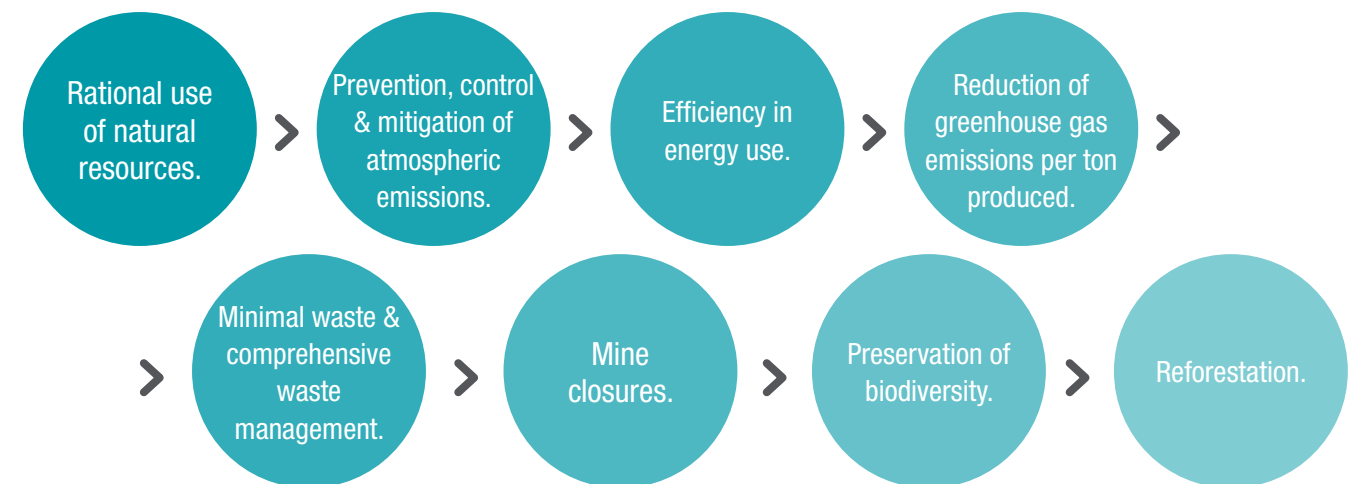 Rational use
of natural
resources.
Prevention, control
& mitigation of
atmospheric
emissions.
Efficiency in
energy use.
Reduction of
greenhouse gas
emissions per ton
produced.
Minimal waste &
comprehensive
waste
management.
Mine
closures.
Preservation of
biodiversity.
Reforestation.